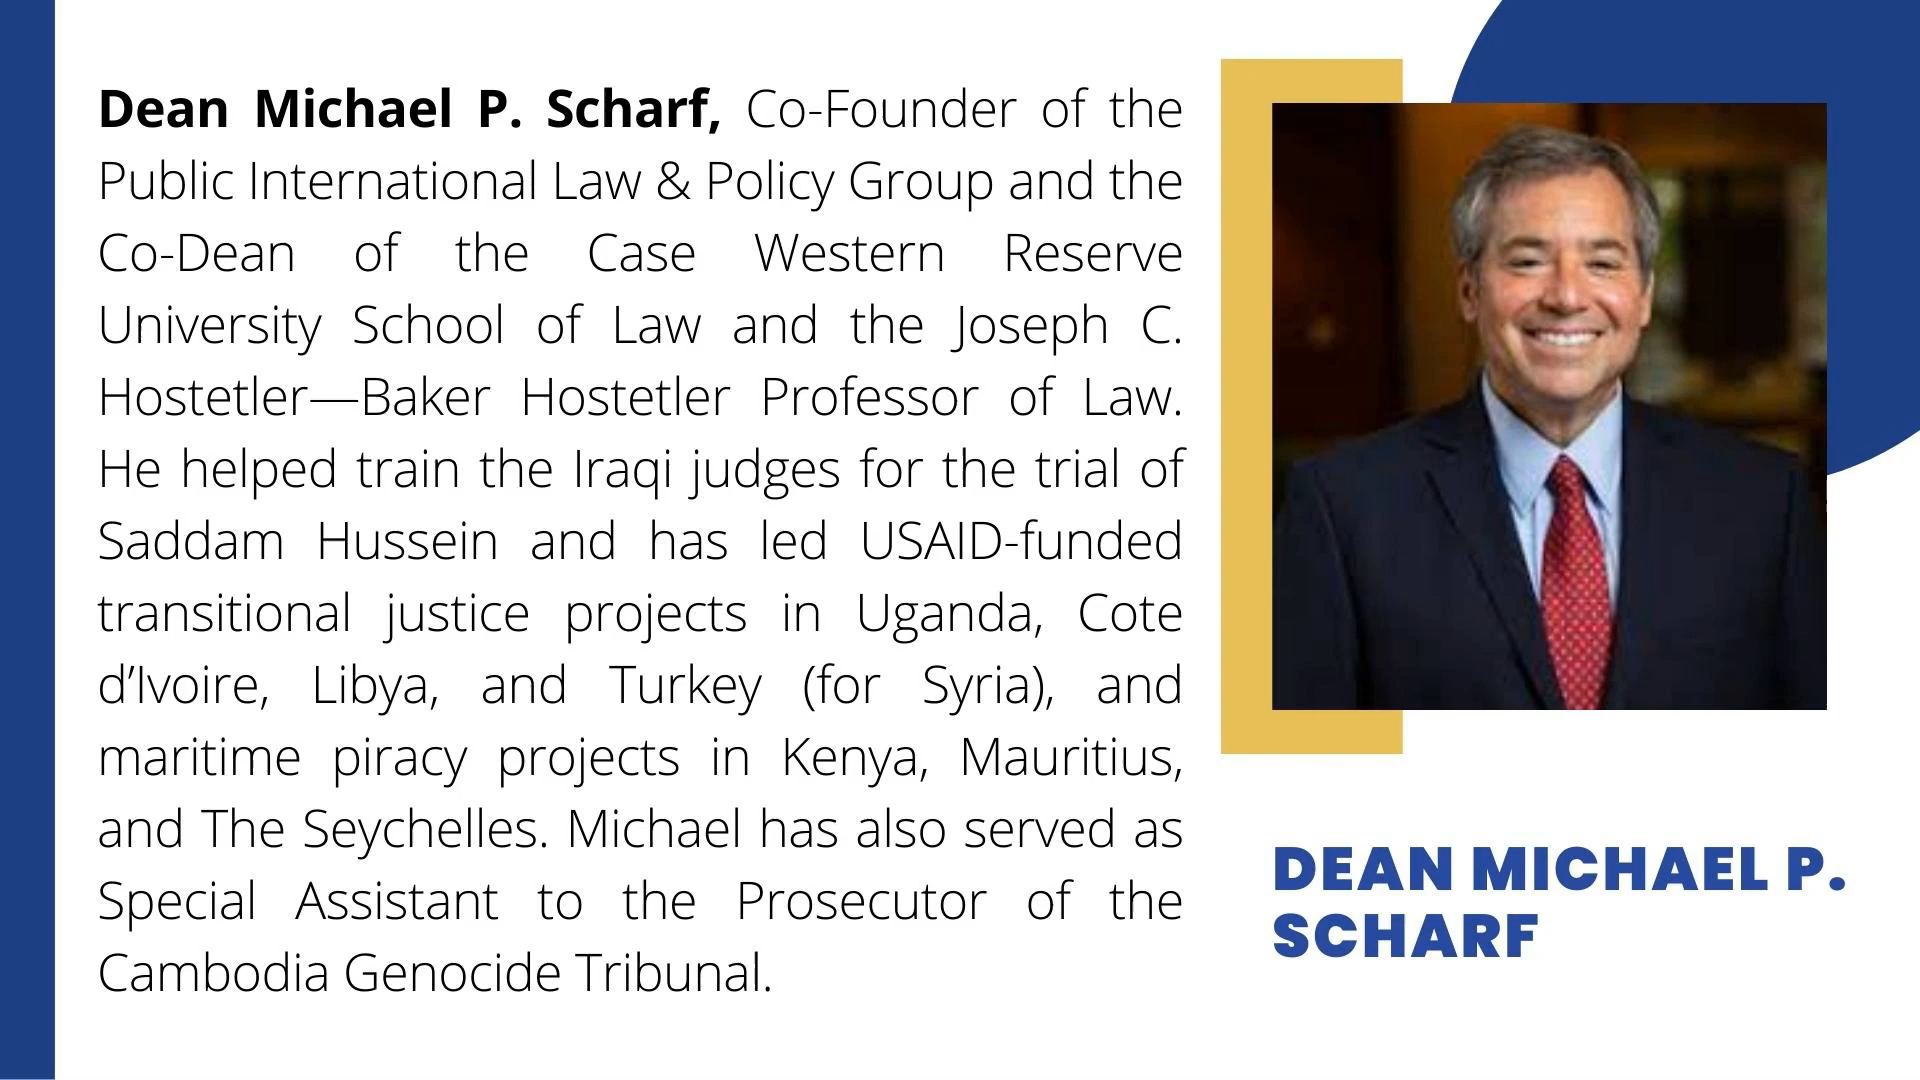 Dean Michael P. Scharf, Co-Founder of the
Public International Law & Policy Group and the
Co-Dean of the Case Western Reserve
University School of Law and the Joseph C.
Hostetler—Baker Hostetler Professor of Law.
He helped train the Iraqi judges for the trial of
Saddam Hussein and has led USAID-funded
transitional justice projects in Uganda, Cote
d’Ivoire, Libya, and Turkey (for Syria), and
maritime piracy projects in Kenya, Mauritius,
and The Seychelles. Michael has also served as
Special Assistant to the Prosecutor of the
Cambodia Genocide Tribunal.
DEAN MICHAEL P.
SCHARF